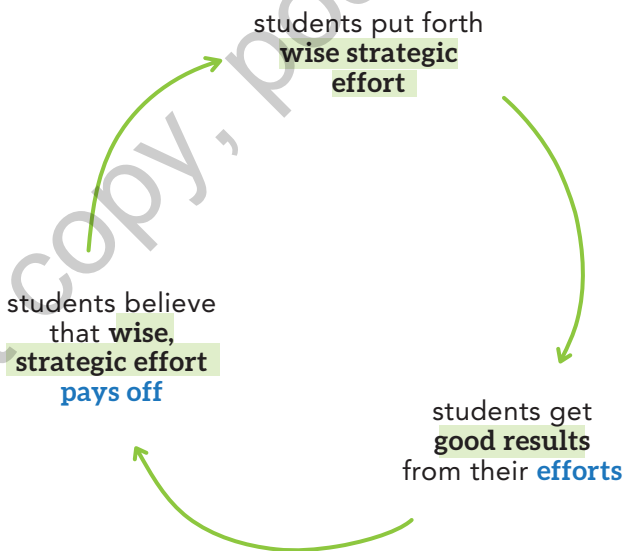 students put forth
wise strategic
effort
copy, po
students believe
that wise,
strategic effort
pays off
students get
good results
from their efforts